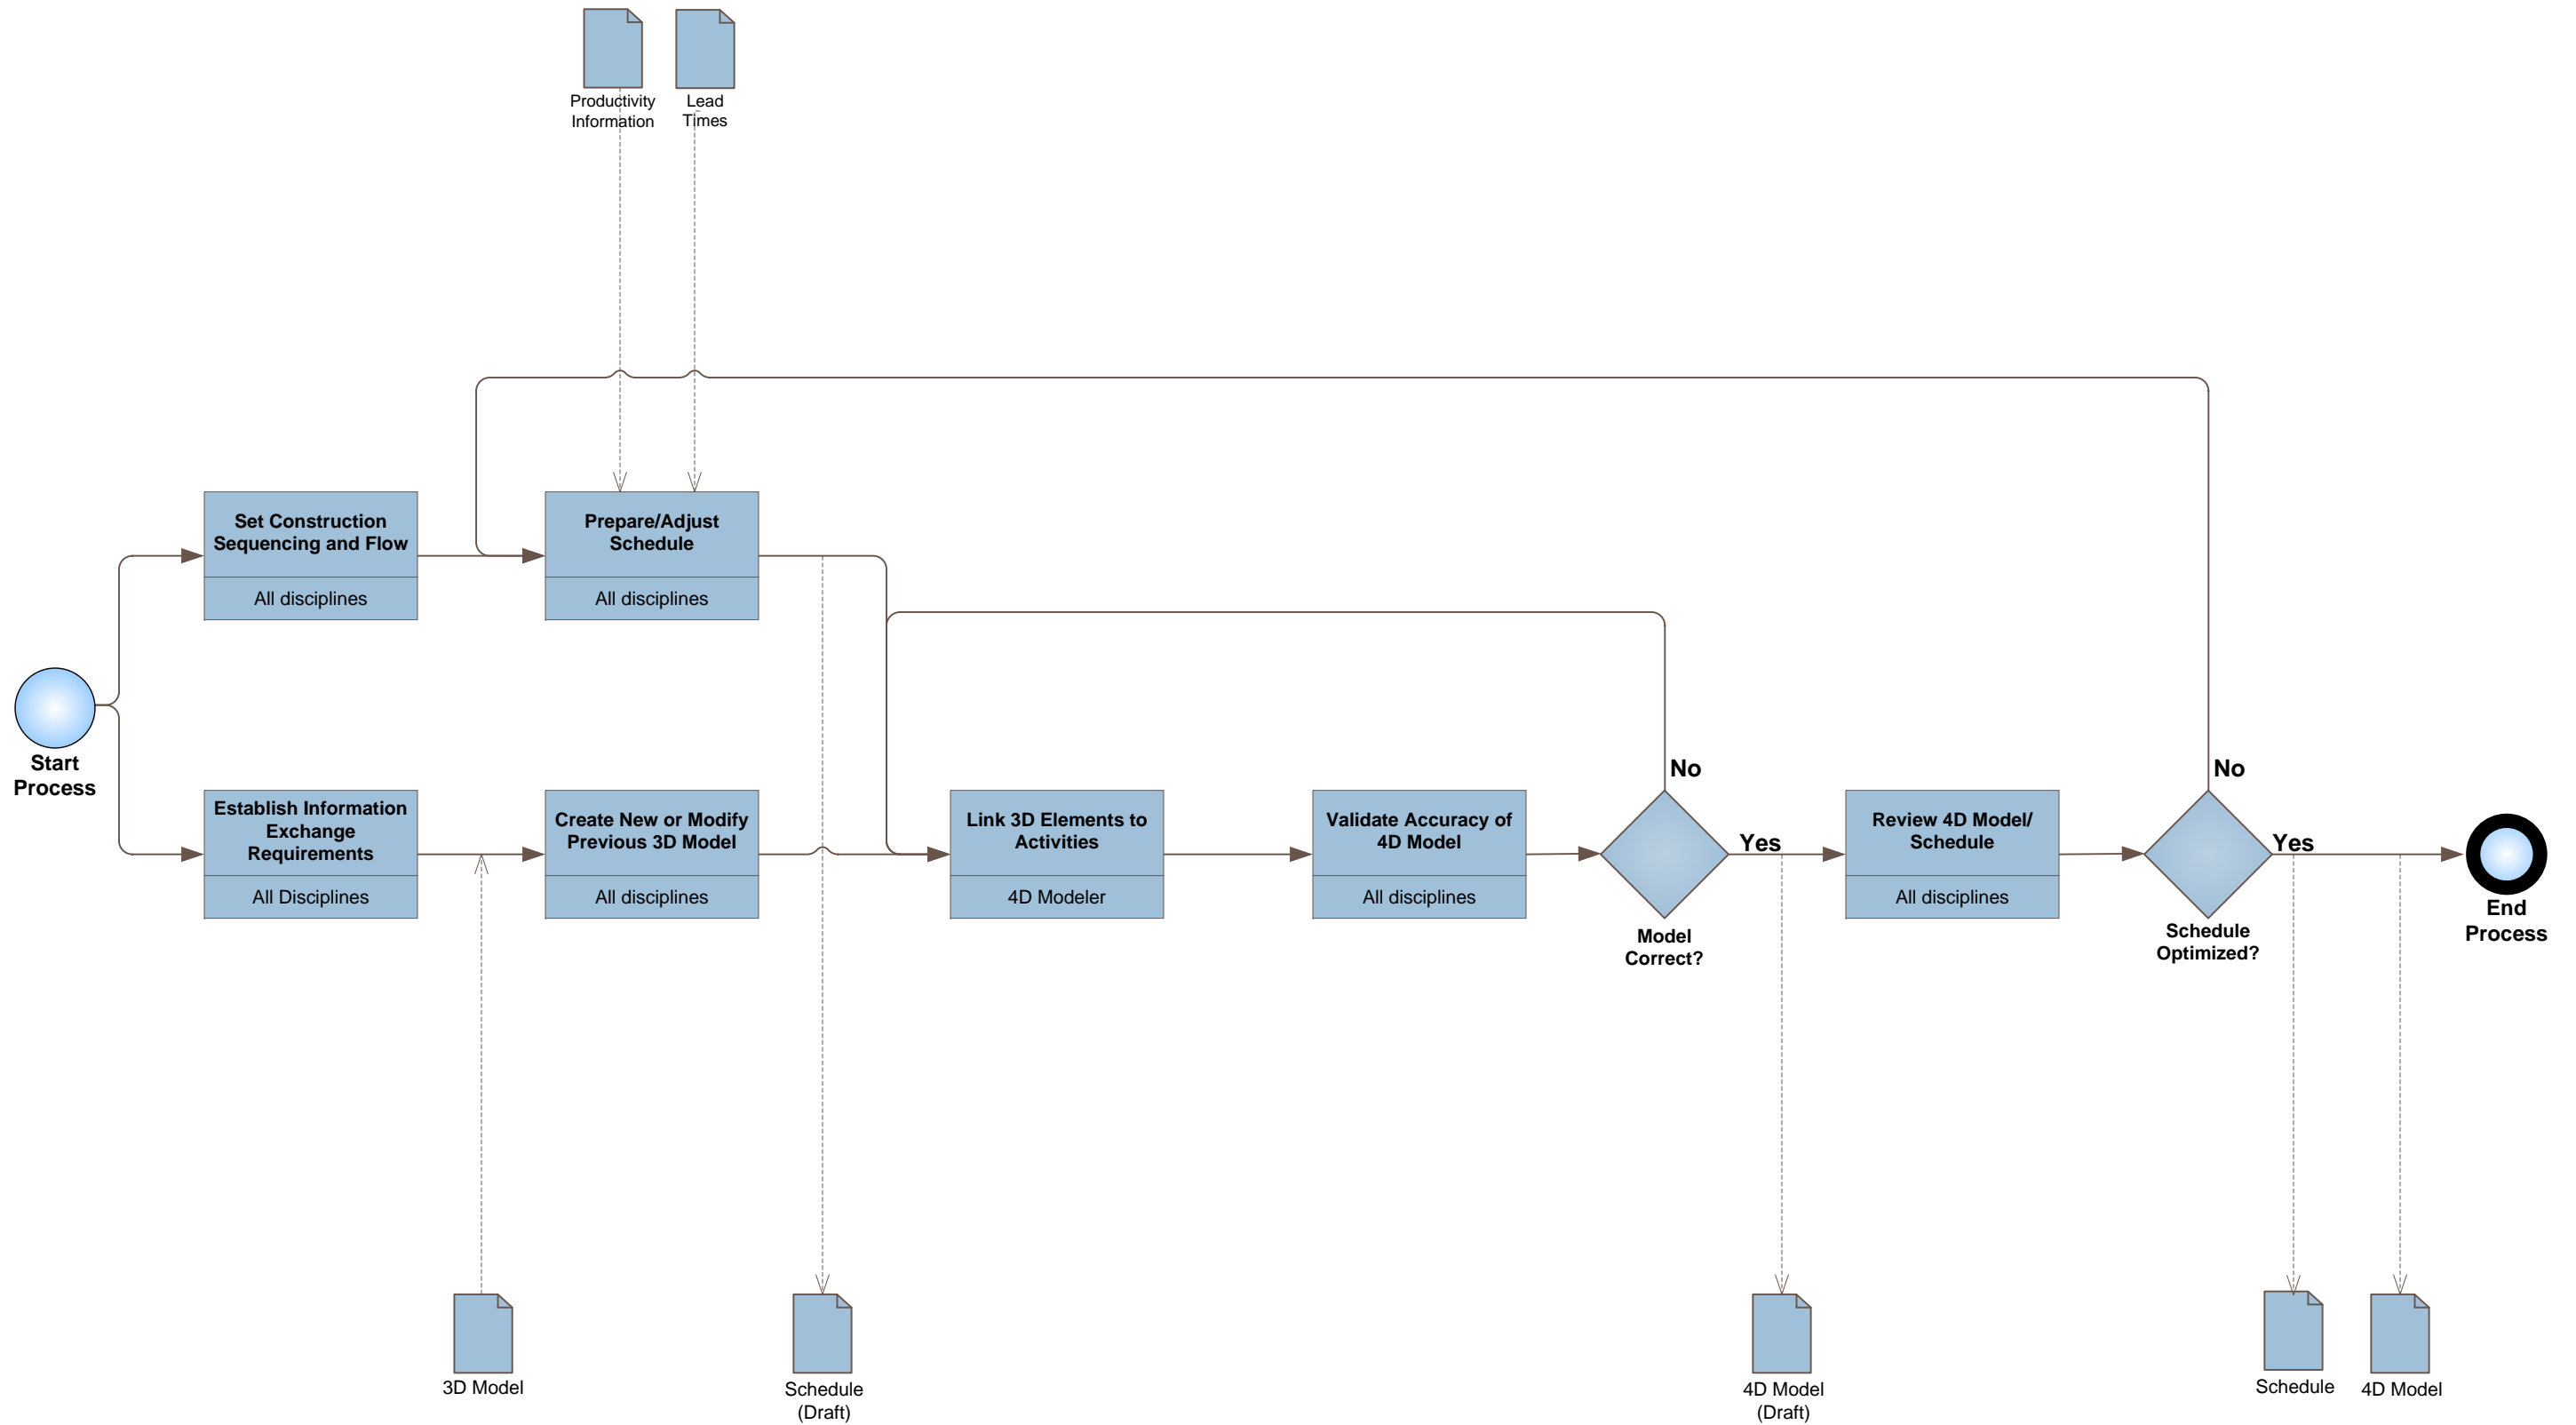 Productivity
Information
Lead
Times
Set Construction
Sequencing and Flow
All disciplines
Prepare/Adjust
Schedule
All disciplines
Start
Process
Establish Information
Exchange
Requirements
All Disciplines
Create New or Modify
Previous 3D Model
All disciplines
Link 3D Elements to
Activities
4D Modeler
Validate Accuracy of
4D Model
All disciplines
No
Yes
Model
Correct?
Review 4D Model/
Schedule
All disciplines
No
Yes
Schedule
Optimized?
End
Process
3D Model
Schedule
(Draft)
4D Model
(Draft)
Schedule
4D Model